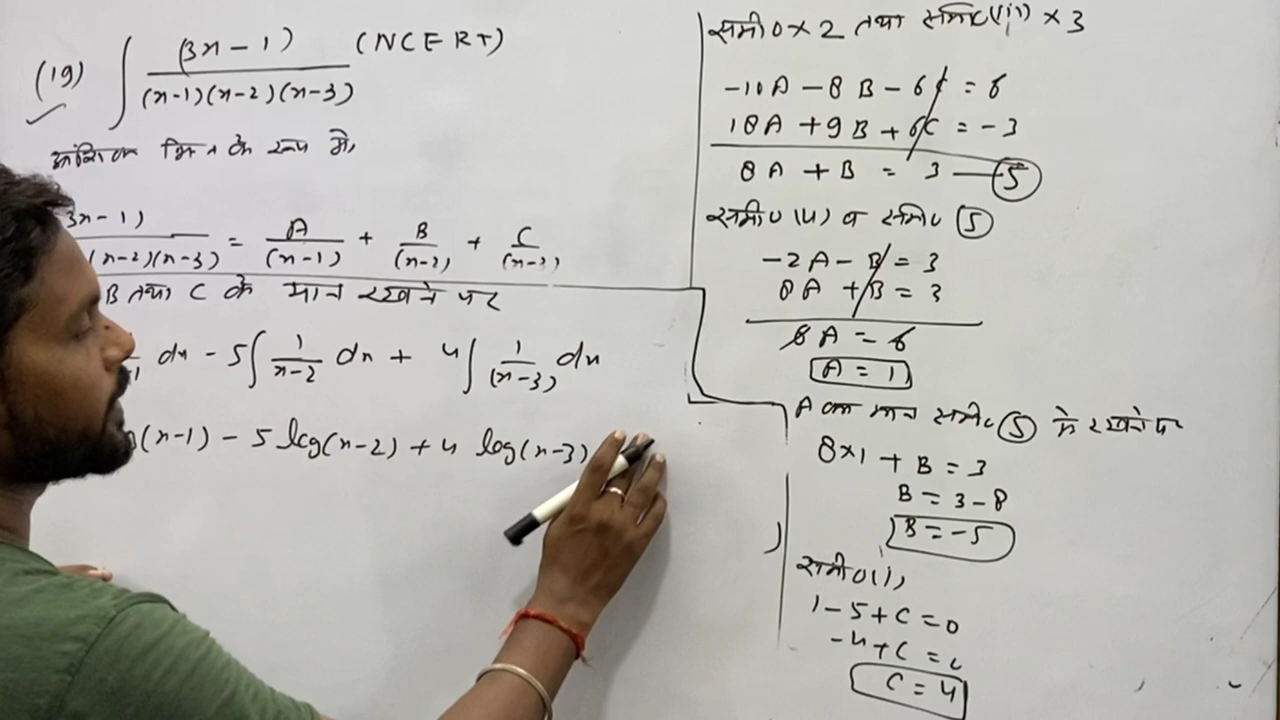 (19) ∫ (3x-1) / (x-1)(x-2)(x-3) (NCERT)
आंशिक भिन्न के रूप में,
3x-1) / (x-2)(x-3) = A/(x-1) + B/(x-2) + C/(x-3)
B तथा C के मान रखने पर
dx - 5∫ 1/x-2 dx + 4∫ 1/(x-3) dx
(x-1) - 5 log(x-2) + 4 log(x-3)
समी० × 2 तथा समि०(ii) × 3
-10A - 8B - 6C = 6
18A + 9B + 6C = -3
8A + B = 3 — (5)
समी० (4) व समि० (5)
-2A - B = 3
8A + B = 3
6A = 6
A = 1
A का मान समी० (5) में रखने पर
8×1 + B = 3
B = 3-8
B = -5
समी० (i),
1-5+C = 0
-4+C = 0
C = 4